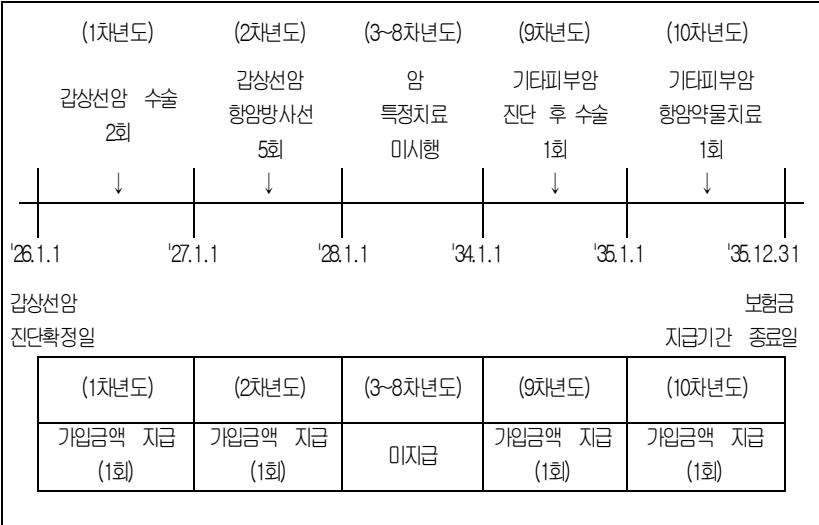 (1차년도) (2차년도) (3~8차년도) (9차년도) (10차년도)
갑상선암 수술 2회
갑상선암 항암방사선 5회
암 특정치료 미시행
기타피부암 진단 후 수술 1회
기타피부암 항암약물치료 1회
↓ ↓ ↓ ↓
'26.1.1 '27.1.1 '28.1.1 '34.1.1 '35.1.1 '35.12.31
갑상선암 보험금
진단확정일 지급기간 종료일
(1차년도) (2차년도) (3~8차년도) (9차년도) (10차년도)
가입금액 지급 가입금액 지급 미지급 가입금액 지급 가입금액 지급
(1회) (1회) (1회) (1회)